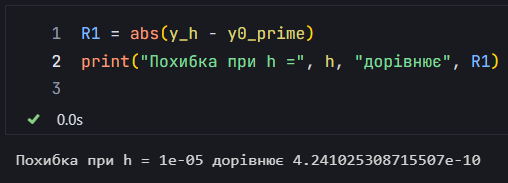 1 R1 = abs(y_h - y0_prime)
2 print("Похибка при h =", h, "дорівнює", R1)
3
✓ 0.0s
Похибка при h = 1e-05 дорівнює 4.241025308715507e-10